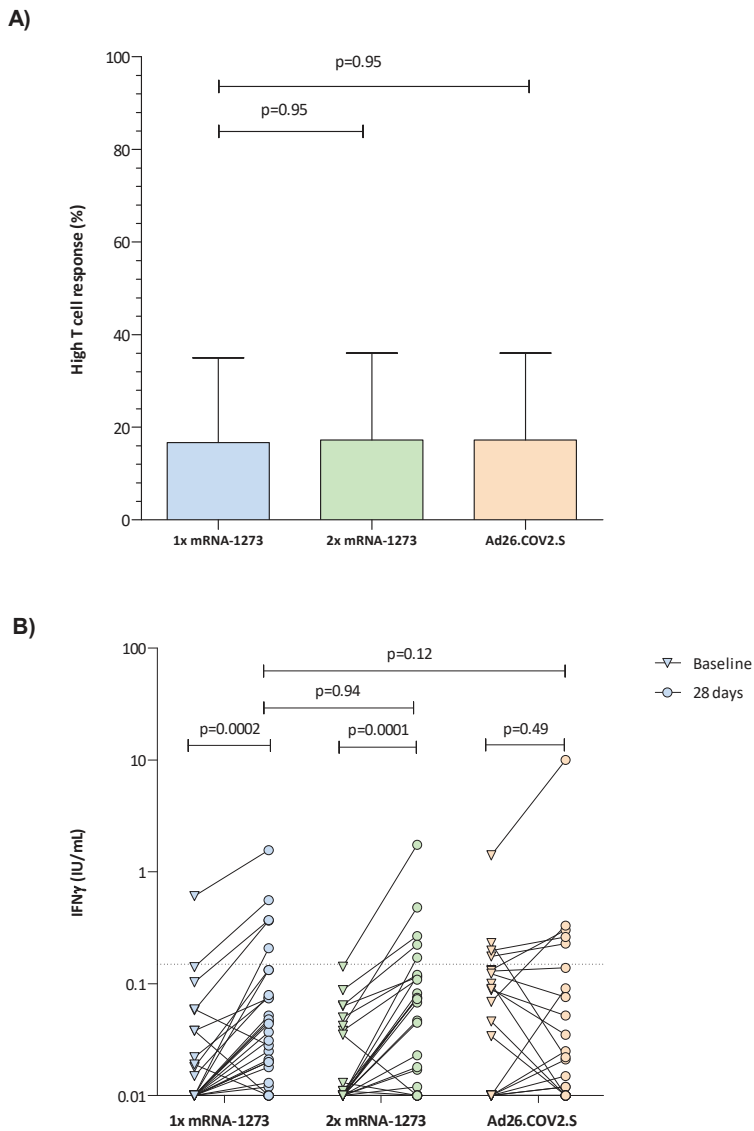 A)
100
p=0.95
p=0.95
80
60
High T cell response (%)
40
20
0
1x mRNA-1273
2x mRNA-1273
Ad26.COV2.S
B)
100
p=0.12
Baseline
p=0.94
28 days
p=0.0002
p=0.0001
p=0.49
10
IFNγ (IU/mL)
1
0.1
0.01
1x mRNA-1273
2x mRNA-1273
Ad26.COV2.S